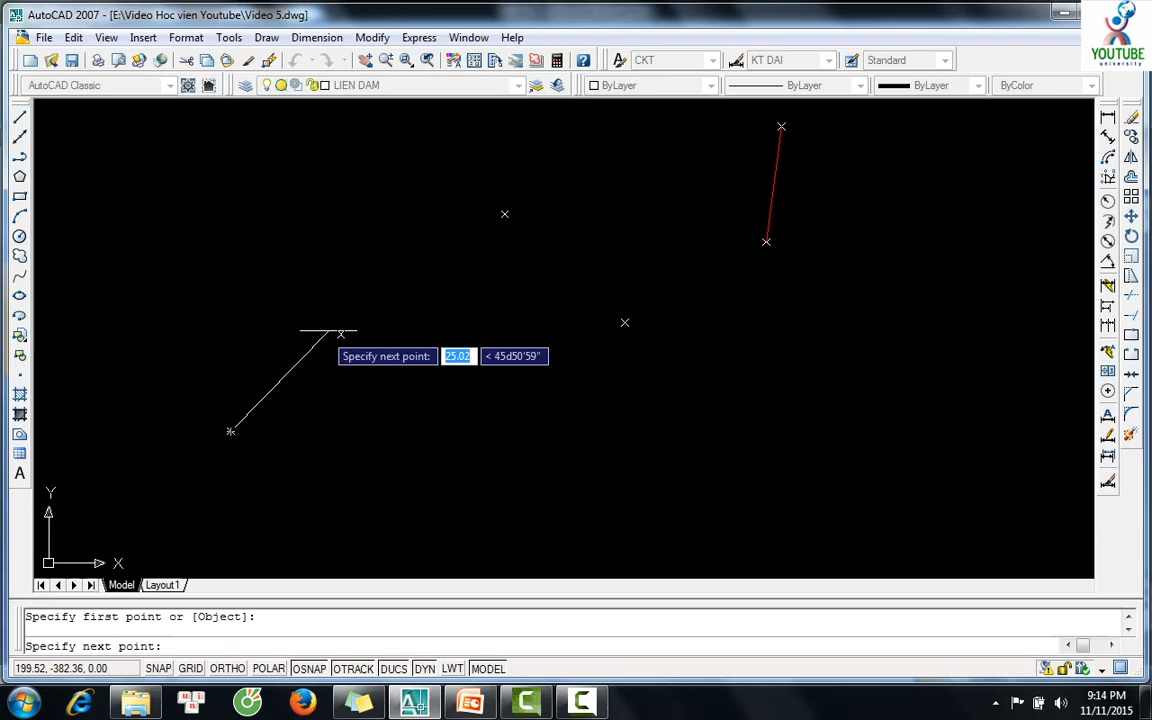 AutoCAD 2007 - [E:\Video Hoc vien Youtube\Video 5.dwg]
File Edit View Insert Format Tools Draw Dimension Modify Express Window Help
CKT KT DAI Standard
AutoCAD Classic LIEN DAM ByLayer ByLayer ByLayer ByColor
YOUTUBE
university
Specify next point: 25.02 < 45d50'59"
Y
X
A
Model Layout1
Specify first point or [Object]:
Specify next point:
199.52, -382.36, 0.00 SNAP GRID ORTHO POLAR OSNAP OTRACK DUCS DYN LWT MODEL
9:14 PM
11/11/2015